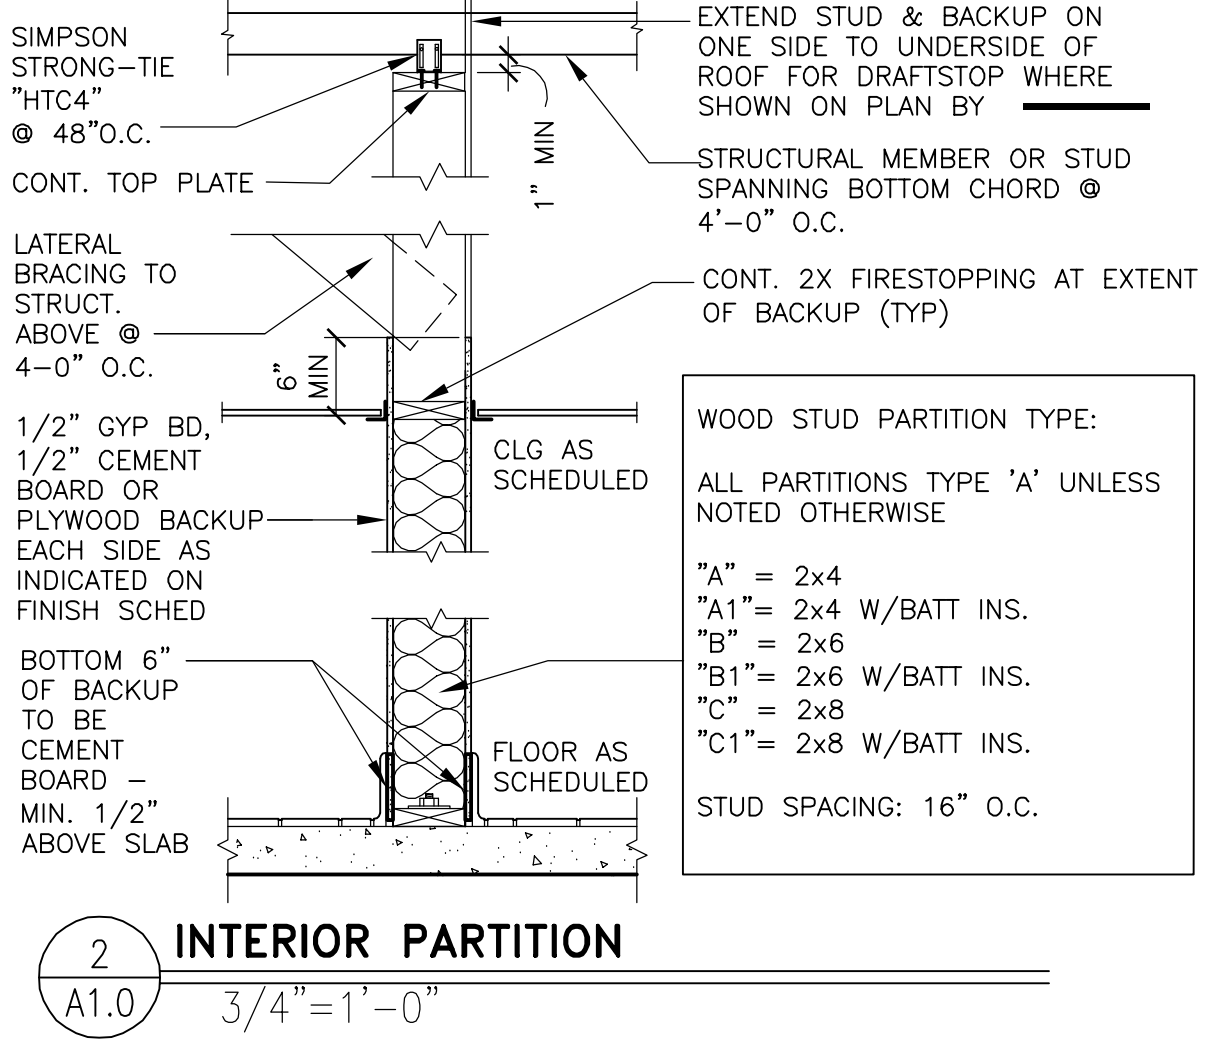 SIMPSON
STRONG-TIE
"HTC4"
@ 48"O.C.
CONT. TOP PLATE
LATERAL
BRACING TO
STRUCT.
ABOVE @
4-0" O.C.
1/2" GYP BD,
1/2" CEMENT
BOARD OR
PLYWOOD BACKUP
EACH SIDE AS
INDICATED ON
FINISH SCHED
BOTTOM 6"
OF BACKUP
TO BE
CEMENT
BOARD -
MIN. 1/2"
ABOVE SLAB
1" MIN
6"
MIN
EXTEND STUD & BACKUP ON
ONE SIDE TO UNDERSIDE OF
ROOF FOR DRAFTSTOP WHERE
SHOWN ON PLAN BY
STRUCTURAL MEMBER OR STUD
SPANNING BOTTOM CHORD @
4'-0" O.C.
CONT. 2X FIRESTOPPING AT EXTENT
OF BACKUP (TYP)
CLG AS
SCHEDULED
FLOOR AS
SCHEDULED
WOOD STUD PARTITION TYPE:
ALL PARTITIONS TYPE 'A' UNLESS
NOTED OTHERWISE
"A" = 2x4
"A1"= 2x4 W/BATT INS.
"B" = 2x6
"B1"= 2x6 W/BATT INS.
"C" = 2x8
"C1"= 2x8 W/BATT INS.
STUD SPACING: 16" O.C.
2
A1.0
INTERIOR PARTITION
3/4"=1'-0"